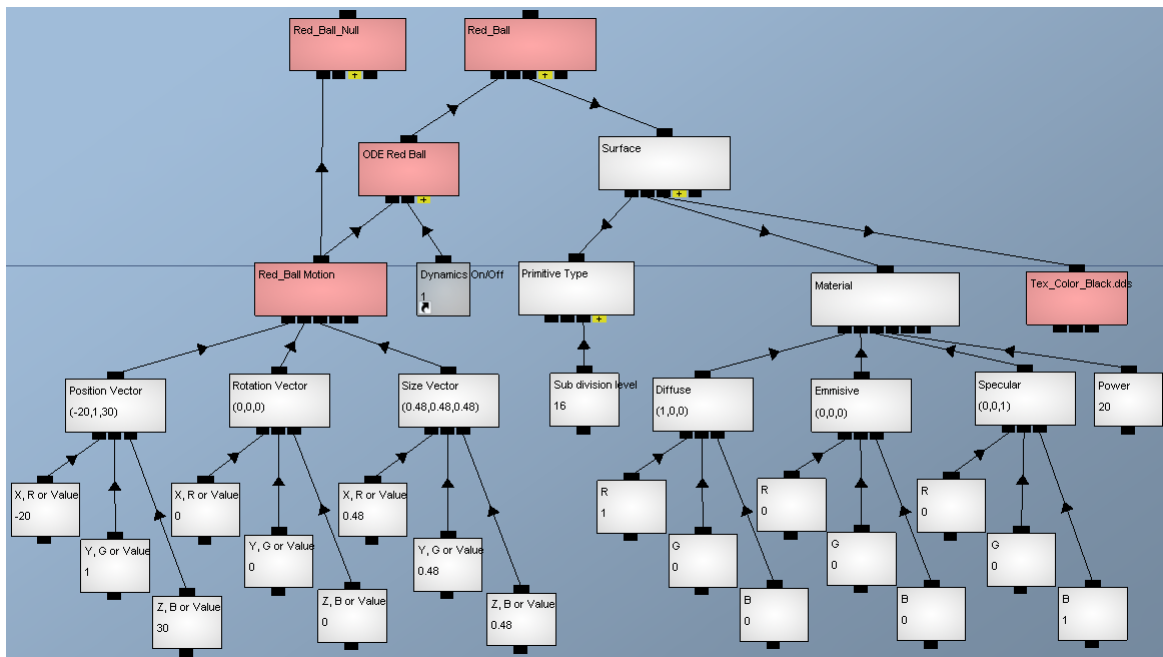 Red_Ball_Null
Red_Ball
ODE Red Ball
Surface
Red_Ball Motion
Dynamics On/Off
1
Primitive Type
Material
Tex_Color_Black.dds
Position Vector
(-20,1,30)
Rotation Vector
(0,0,0)
Size Vector
(0.48,0.48,0.48)
Sub division level
16
Diffuse
(1,0,0)
Emmisive
(0,0,0)
Specular
(0,0,1)
Power
20
X, R or Value
-20
Y, G or Value
1
Z, B or Value
30
X, R or Value
0
Y, G or Value
0
Z, B or Value
0
X, R or Value
0.48
Y, G or Value
0.48
Z, B or Value
0.48
R
1
G
0
B
0
R
0
G
0
B
0
R
0
G
0
B
1